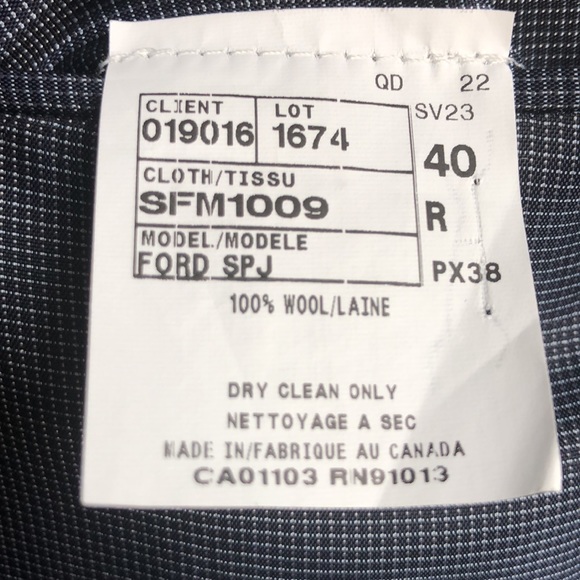 QD 22
CLIENT LOT SV23
019016 1674
40
CLOTH/TISSU
SFM1009
R
MODEL/MODELE
FORD SPJ
PX38
100% WOOL/LAINE
DRY CLEAN ONLY
NETTOYAGE A SEC
MADE IN/FABRIQUE AU CANADA
CA01103 RN91013